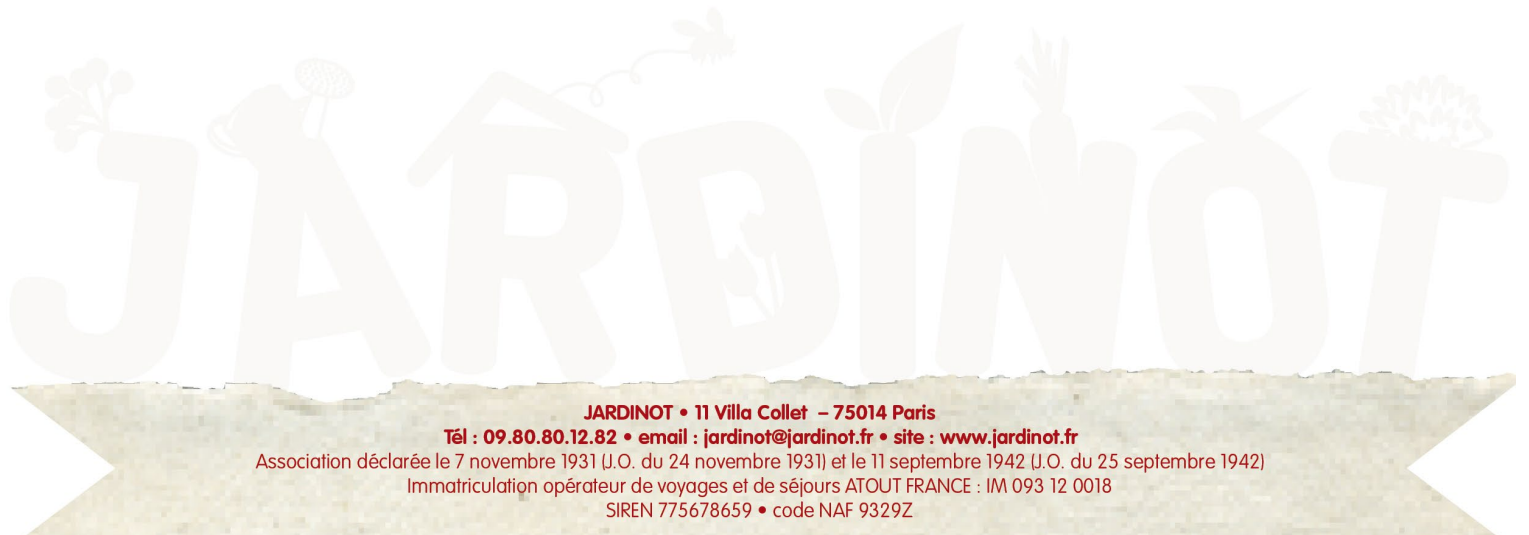 JARDINOT
JARDINOT • 11 Villa Collet – 75014 Paris
Tél : 09.80.80.12.82 • email : jardinot@jardinot.fr • site : www.jardinot.fr
Association déclarée le 7 novembre 1931 (J.O. du 24 novembre 1931) et le 11 septembre 1942 (J.O. du 25 septembre 1942)
Immatriculation opérateur de voyages et de séjours ATOUT FRANCE : IM 093 12 0018
SIREN 775678659 • code NAF 9329Z